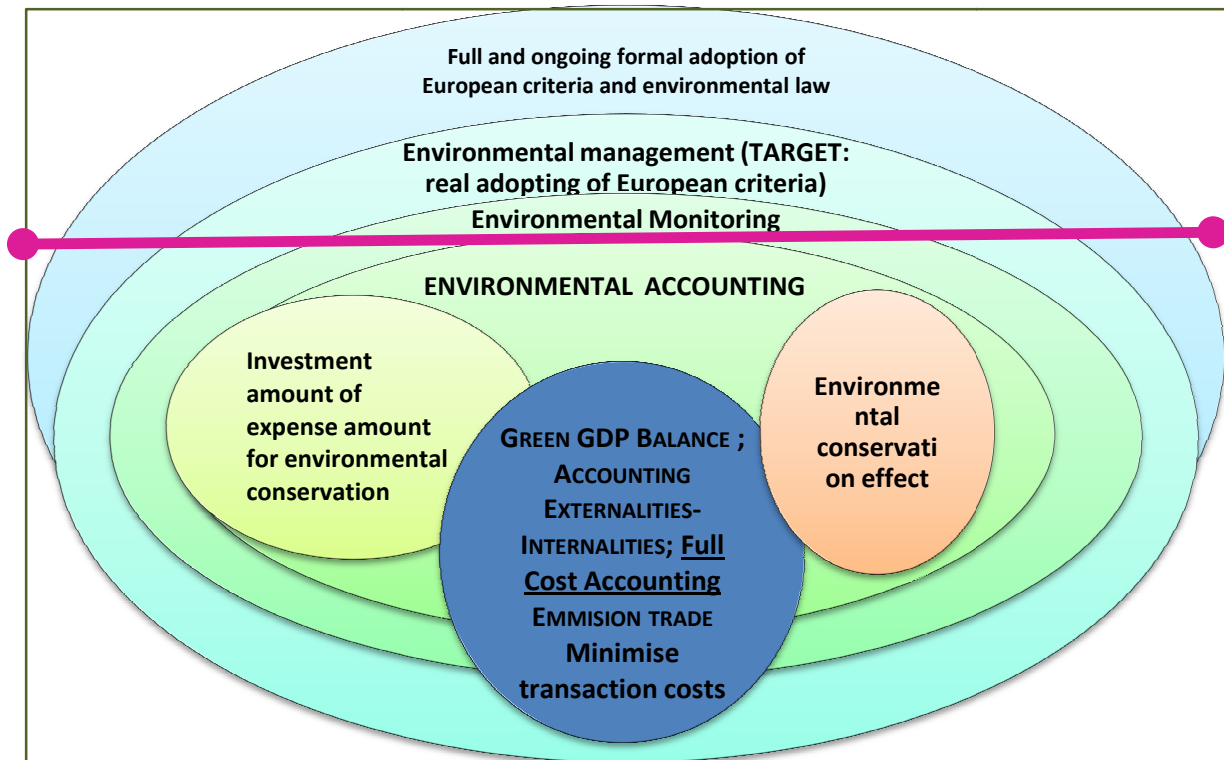 Full and ongoing formal adoption of
European criteria and environmental law
Environmental management (TARGET:
real adopting of European criteria)
Environmental Monitoring
ENVIRONMENTAL ACCOUNTING
Investment
amount of
expense amount
for environmental
conservation
GREEN GDP BALANCE ;
ACCOUNTING
EXTERNALITIES-
INTERNALITIES; Full
Cost Accounting
EMMISION TRADE
Minimise
transaction costs
Environme
ntal
conservati
on effect